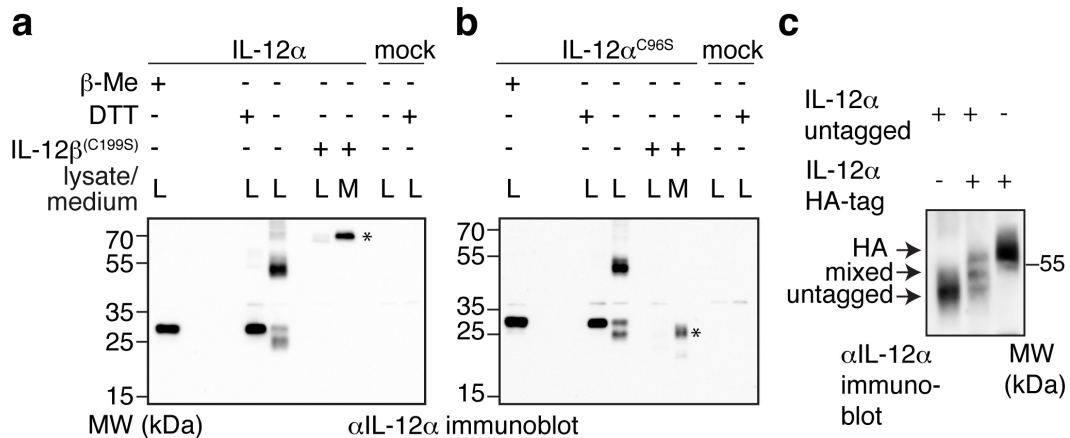 a
IL-12α mock
β-Me + - - - - - -
DTT - + - - - - +
IL-12β(C199S) - - - + + - -
lysate/
medium L L L L M L L
70
55
35
25
15
*
MW (kDa)
b
IL-12αC96S mock
+ - - - - - -
- + - - - - +
- - - + + - -
L L L L M L L
70
55
35
25
15
*
αIL-12α immunoblot
c
IL-12α
untagged + + -
IL-12α
HA-tag - + +
HA
mixed
untagged
55
αIL-12α
immuno-
blot
MW
(kDa)